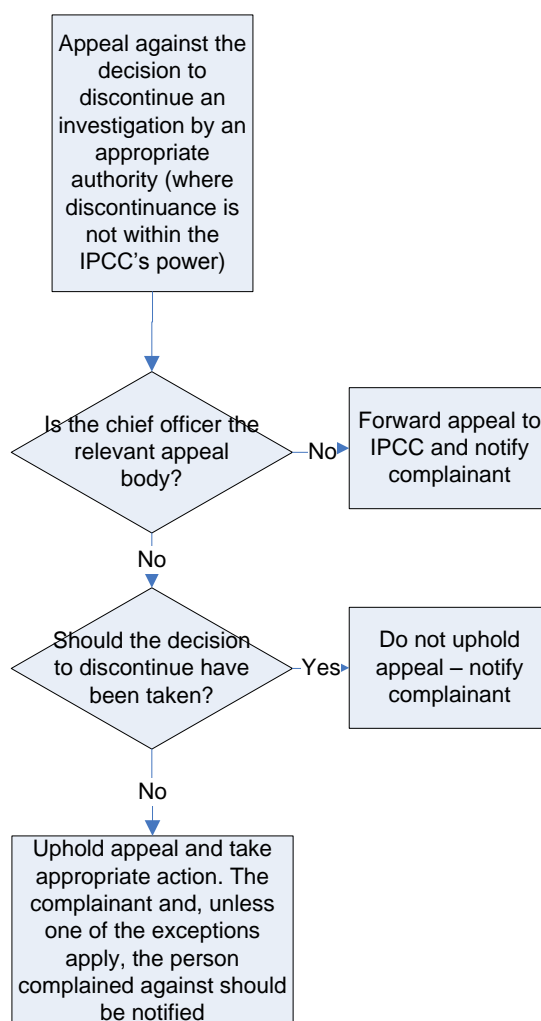 Appeal against the
decision to
discontinue an
investigation by an
appropriate
authority (where
discontinuance is
not within the
IPCC’s power)
Is the chief officer the
relevant appeal
body?
No
Forward appeal to
IPCC and notify
complainant
No
Should the decision
to discontinue have
been taken?
Yes
Do not uphold
appeal – notify
complainant
No
Uphold appeal and take
appropriate action. The
complainant and, unless
one of the exceptions
apply, the person
complained against should
be notified